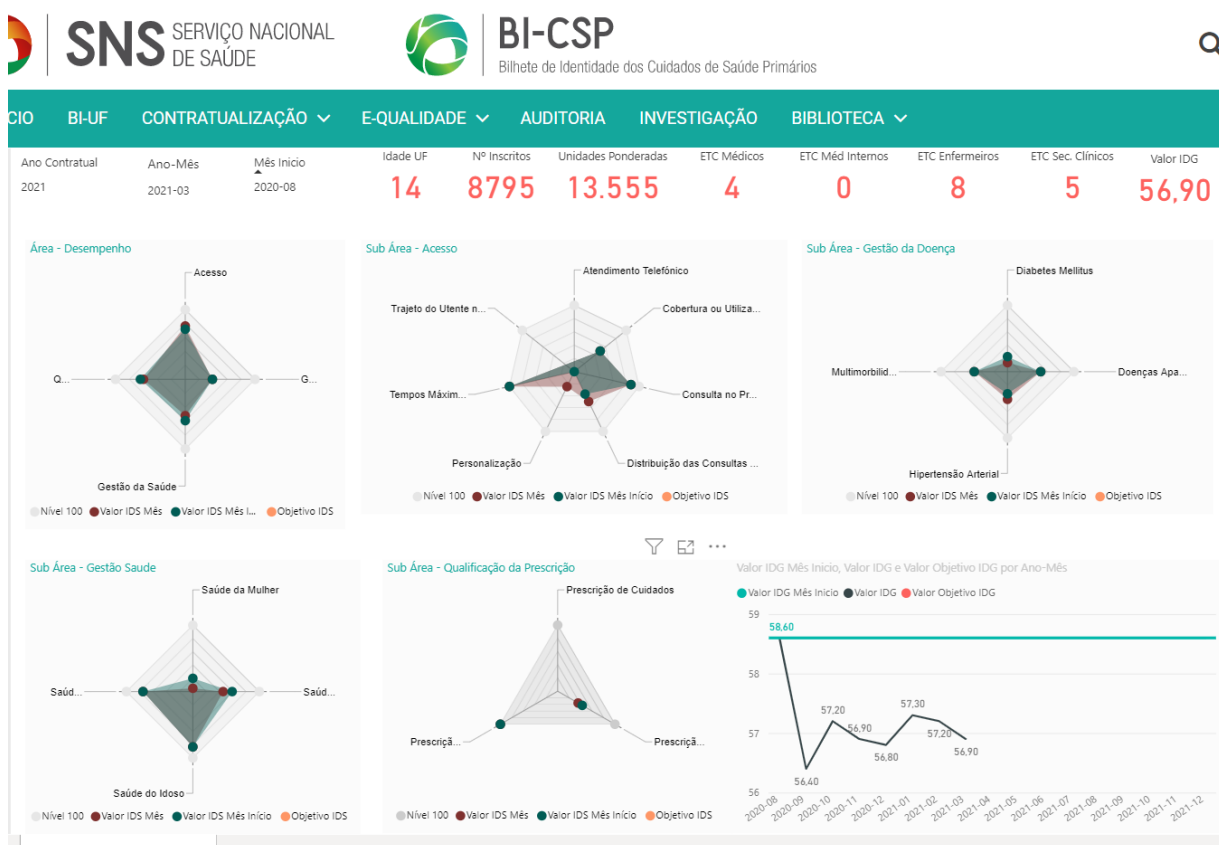 SNS SERVIÇO NACIONAL
DE SAÚDE
BI-CSP
Bilhete de Identidade dos Cuidados de Saúde Primários
CIO BI-UF CONTRATUALIZAÇÃO E-QUALIDADE AUDITORIA INVESTIGAÇÃO BIBLIOTECA
Ano Contratual Ano-Mês Mês Inicio Idade UF Nº Inscritos Unidades Ponderadas ETC Médicos ETC Méd Internos ETC Enfermeiros ETC Sec. Clínicos Valor IDG
2021 2021-03 2020-08 14 8795 13.555 4 0 8 5 56,90
Área - Desempenho
Acesso
Q...
G...
Gestão da Saúde
Nível 100 Valor IDS Mês Valor IDS Mês I... Objetivo IDS
Sub Área - Acesso
Atendimento Telefónico
Trajeto do Utente n...
Cobertura ou Utiliza...
Tempos Máxim...
Consulta no Pr...
Personalização
Distribuição das Consultas ...
Nível 100 Valor IDS Mês Valor IDS Mês Início Objetivo IDS
Sub Área - Gestão da Doença
Diabetes Mellitus
Multimorbilid...
Doenças Apa...
Hipertensão Arterial
Nível 100 Valor IDS Mês Valor IDS Mês Início Objetivo IDS
Sub Área - Gestão Saude
Saúde da Mulher
Saúd...
Saúd...
Saúde do Idoso
Nível 100 Valor IDS Mês Valor IDS Mês Início Objetivo IDS
Sub Área - Qualificação da Prescrição
Prescrição de Cuidados
Prescriçã...
Prescriçã...
Nível 100 Valor IDS Mês Valor IDS Mês Início Objetivo IDS
Valor IDG Mês Inicio, Valor IDG e Valor Objetivo IDG por Ano-Mês
Valor IDG Mês Inicio Valor IDG Valor Objetivo IDG
59
58,60
58
57,30
57,20
57
56,90
57,20
56,80
56,90
56,40
56
2020-08 2020-09 2020-10 2020-11 2020-12 2021-01 2021-02 2021-03 2021-04 2021-05 2021-06 2021-07 2021-08 2021-09 2021-10 2021-11 2021-12